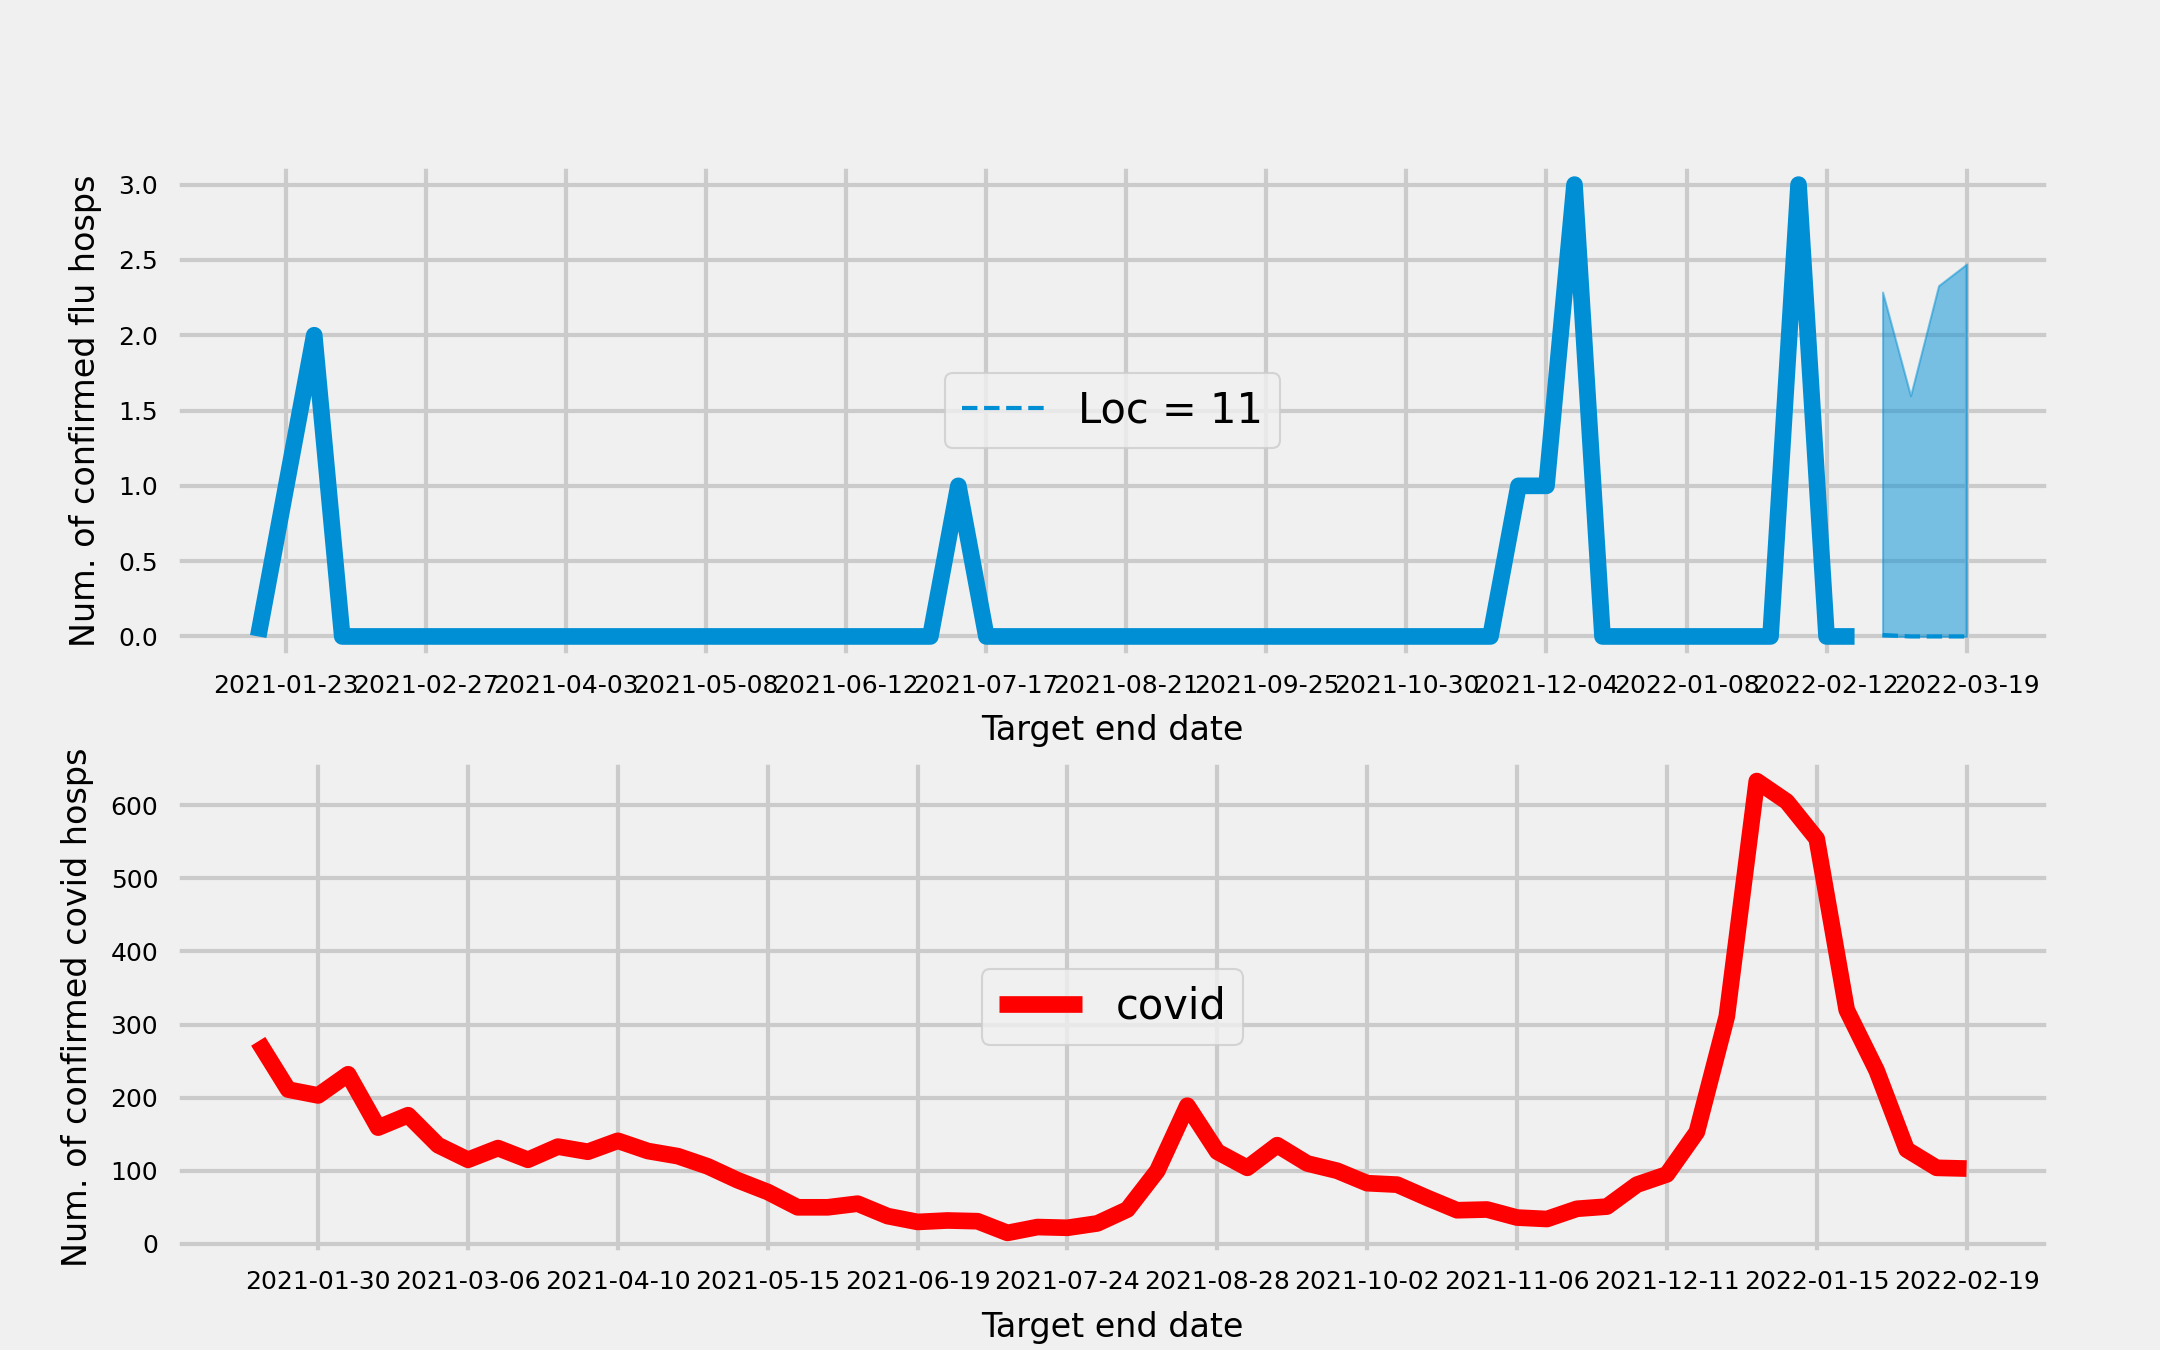 Num. of confirmed flu hosps
3.0
2.5
2.0
1.5
1.0
0.5
0.0
Loc = 11
2021-01-23 2021-02-27 2021-04-03 2021-05-08 2021-06-12 2021-07-17 2021-08-21 2021-09-25 2021-10-30 2021-12-04 2022-01-08 2022-02-12 2022-03-19
Target end date
Num. of confirmed covid hosps
600
500
400
300
200
100
0
covid
2021-01-30 2021-03-06 2021-04-10 2021-05-15 2021-06-19 2021-07-24 2021-08-28 2021-10-02 2021-11-06 2021-12-11 2022-01-15 2022-02-19
Target end date